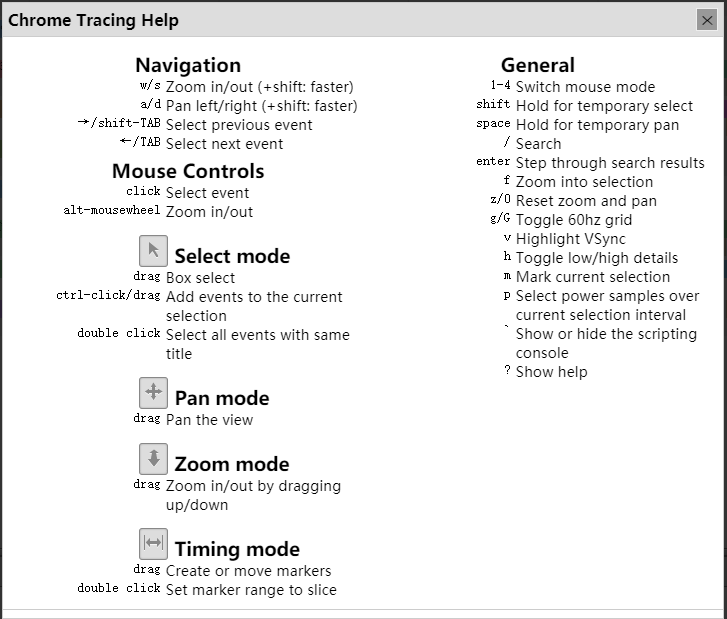 Chrome Tracing Help
Navigation
w/s Zoom in/out (+shift: faster)
a/d Pan left/right (+shift: faster)
→/shift-TAB Select previous event
←/TAB Select next event
Mouse Controls
click Select event
alt-mousewheel Zoom in/out
Select mode
drag Box select
ctrl-click/drag Add events to the current
selection
double click Select all events with same
title
Pan mode
drag Pan the view
Zoom mode
drag Zoom in/out by dragging
up/down
Timing mode
drag Create or move markers
double click Set marker range to slice
General
1-4 Switch mouse mode
shift Hold for temporary select
space Hold for temporary pan
/ Search
enter Step through search results
f Zoom into selection
z/0 Reset zoom and pan
g/G Toggle 60hz grid
v Highlight VSync
h Toggle low/high details
m Mark current selection
p Select power samples over
current selection interval
` Show or hide the scripting
console
? Show help